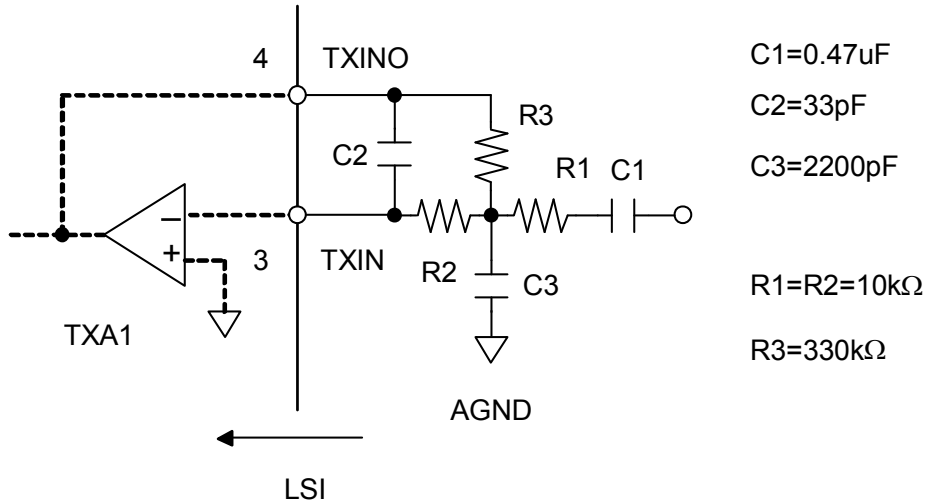 4 TXINO
C1=0.47uF
C2=33pF
R3
C2
R1 C1
C3=2200pF
−
+
3 TXIN
R2
C3
R1=R2=10kΩ
TXA1
R3=330kΩ
AGND
LSI